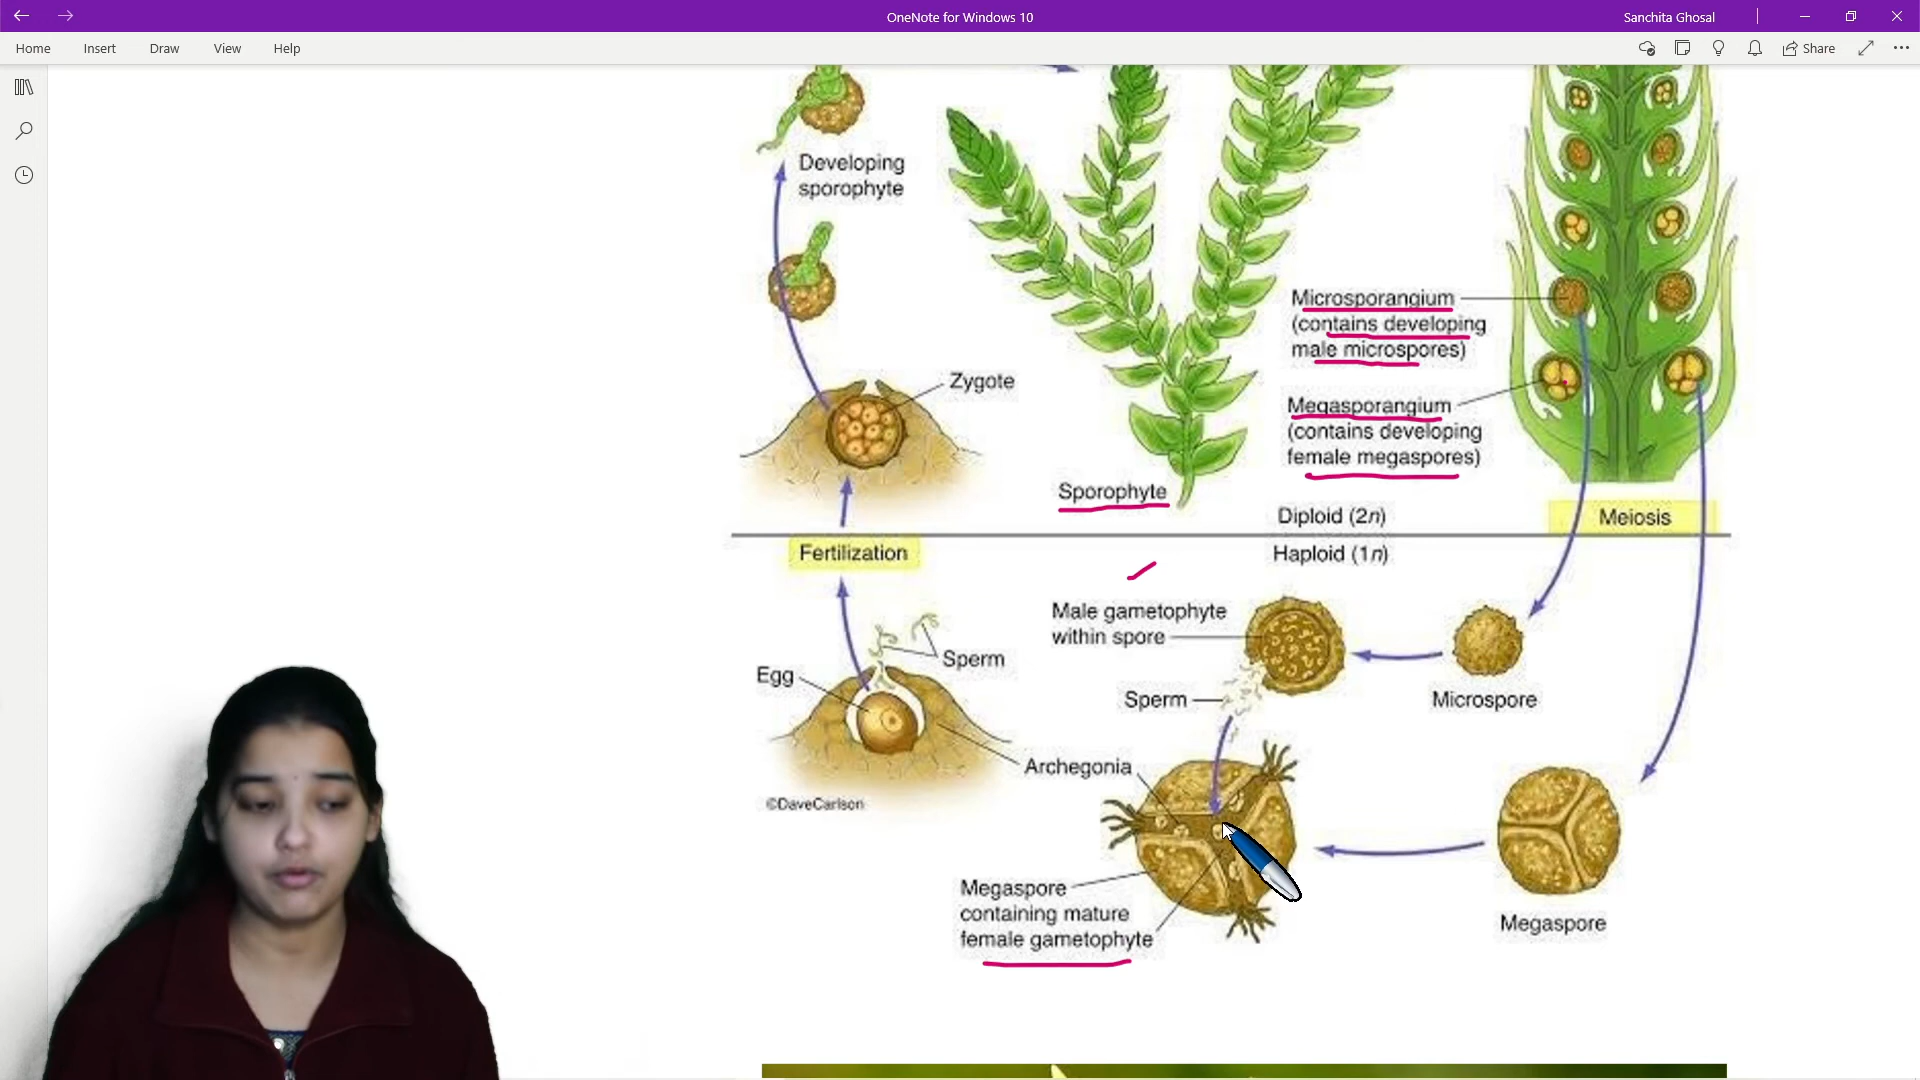 OneNote for Windows 10
Sanchita Ghosal
Home Insert Draw View Help
Share
Developing
sporophyte
Microsporangium
(contains developing
male microspores)
Zygote
Megasporangium
(contains developing
female megaspores)
Sporophyte
Diploid (2n)
Meiosis
Fertilization
Haploid (1n)
Male gametophyte
within spore
Sperm
Egg
Sperm
Microspore
Archegonia
©DaveCarlson
Megaspore
containing mature
female gametophyte
Megaspore